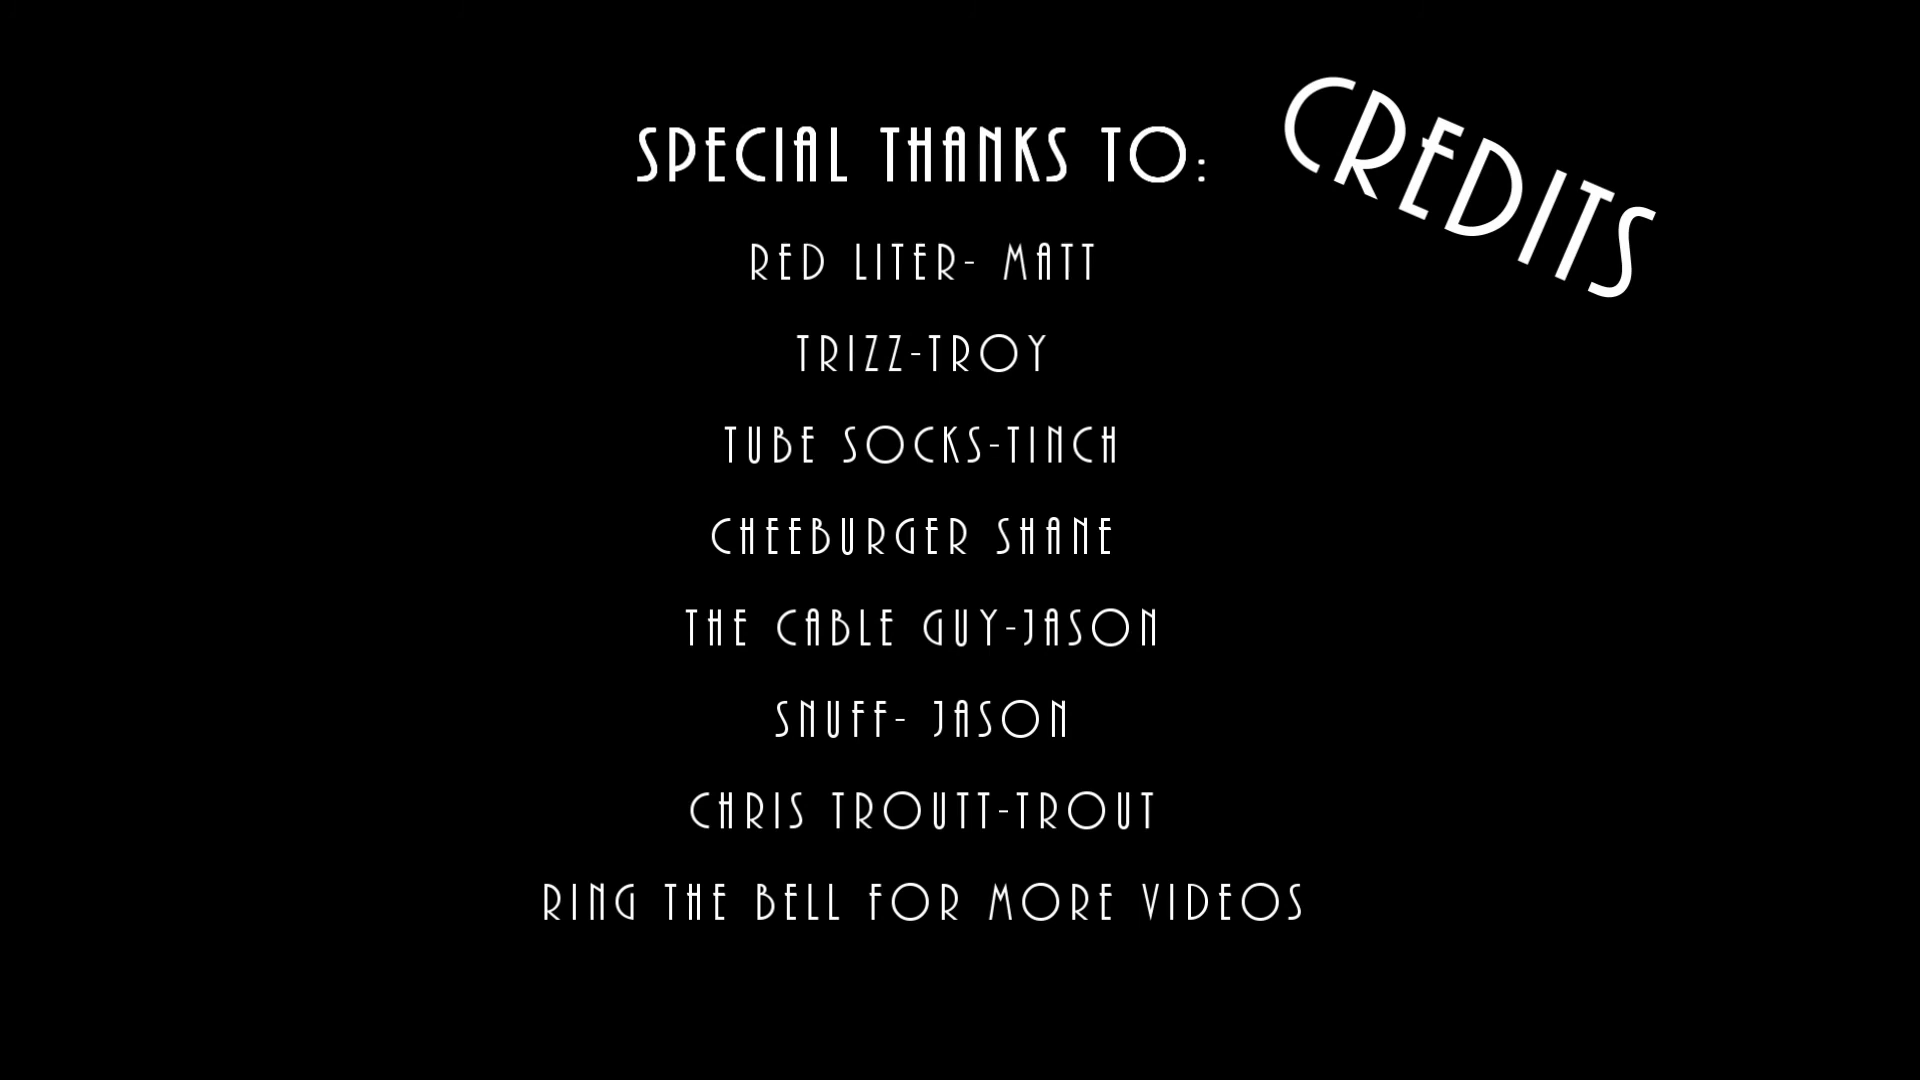 CREDITS
SPECIAL THANKS TO:
RED LITER- MATT
TRIZZ-TROY
TUBE SOCKS-TINCH
CHEEBURGER SHANE
THE CABLE GUY-JASON
SNUFF- JASON
CHRIS TROUTT-TROUT
RING THE BELL FOR MORE VIDEOS